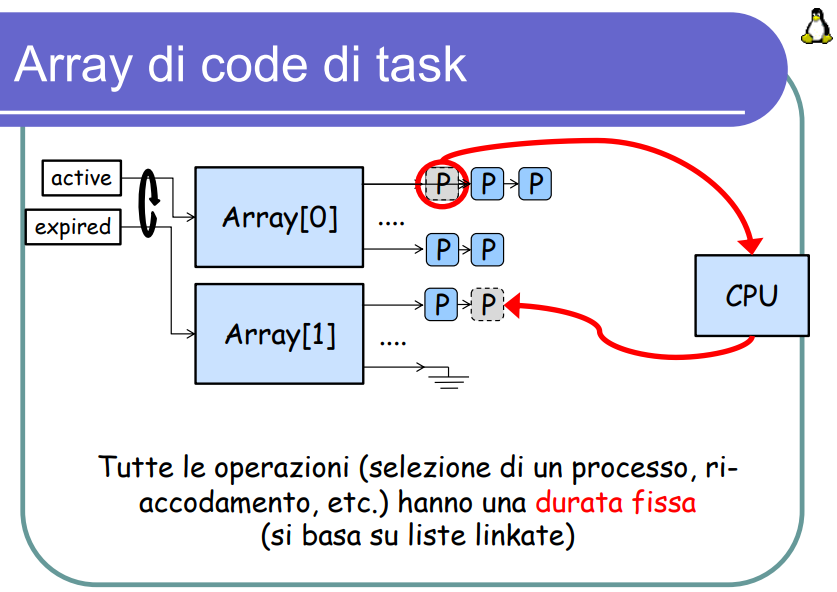 Array di code di task
active
expired
Array[0]
P P P
....
P P
Array[1]
P P
....
CPU
Tutte le operazioni (selezione di un processo, ri-
accodamento, etc.) hanno una durata fissa
(si basa su liste linkate)